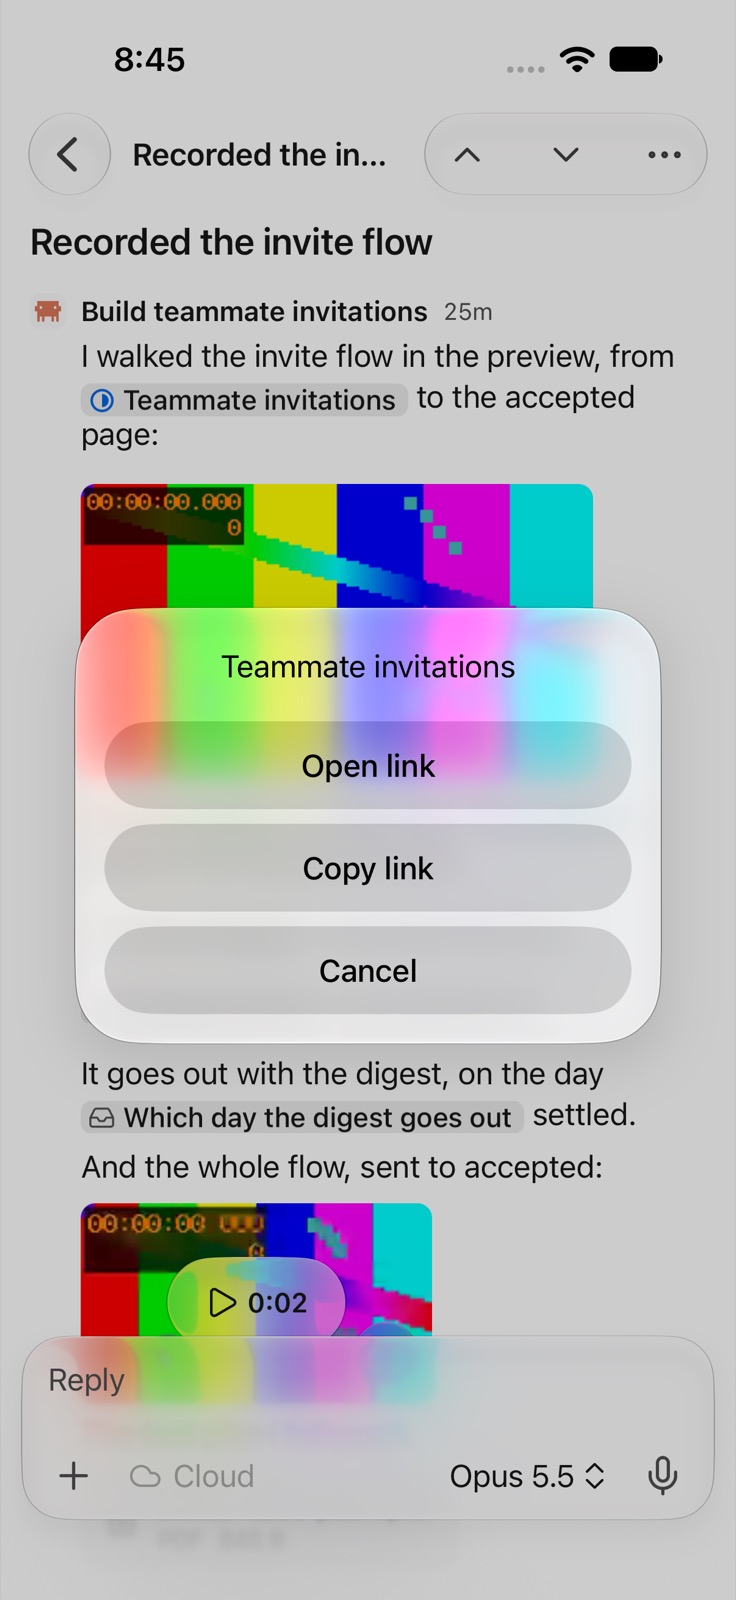 8:45
Recorded the in...
Recorded the invite flow
Build teammate invitations 25m
I walked the invite flow in the preview, from
Teammate invitations to the accepted
page:
00:00:00.000
0
Teammate invitations
Open link
Copy link
Cancel
It goes out with the digest, on the day
Which day the digest goes out settled.
And the whole flow, sent to accepted:
00:00:00
0:02
Reply
Cloud
Opus 5.5